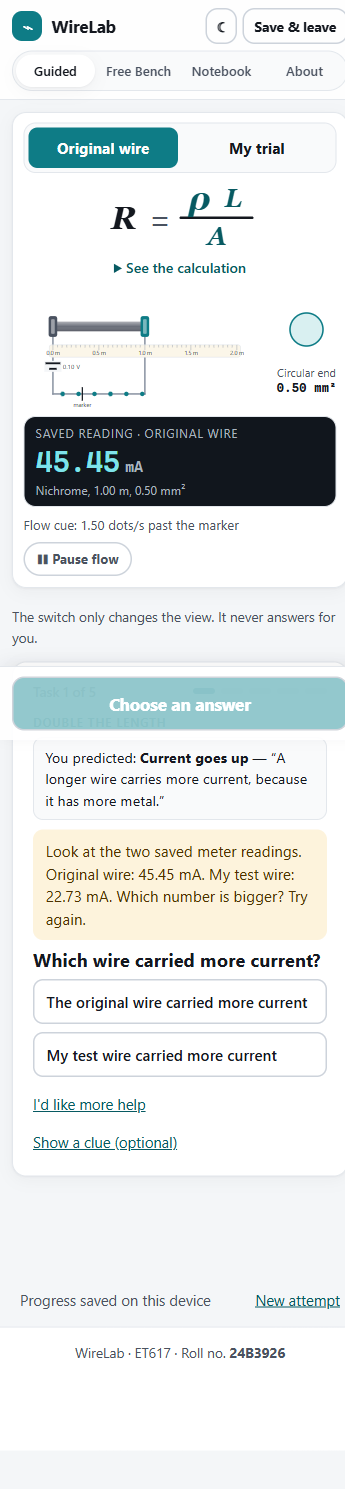 WireLab
Save & leave
Guided
Free Bench
Notebook
About
Original wire
My trial
R = ρ L / A
▶ See the calculation
0.0 m 0.5 m 1.0 m 1.5 m 2.0 m
0.10 V
marker
Circular end
0.50 mm²
SAVED READING · ORIGINAL WIRE
45.45 mA
Nichrome, 1.00 m, 0.50 mm²
Flow cue: 1.50 dots/s past the marker
Pause flow
The switch only changes the view. It never answers for
you.
Task 1 of 5
Choose an answer
DOUBLE THE LENGTH
You predicted: Current goes up — “A
longer wire carries more current, because
it has more metal.”
Look at the two saved meter readings.
Original wire: 45.45 mA. My test wire:
22.73 mA. Which number is bigger? Try
again.
Which wire carried more current?
The original wire carried more current
My test wire carried more current
I'd like more help
Show a clue (optional)
Progress saved on this device
New attempt
WireLab · ET617 · Roll no. 24B3926